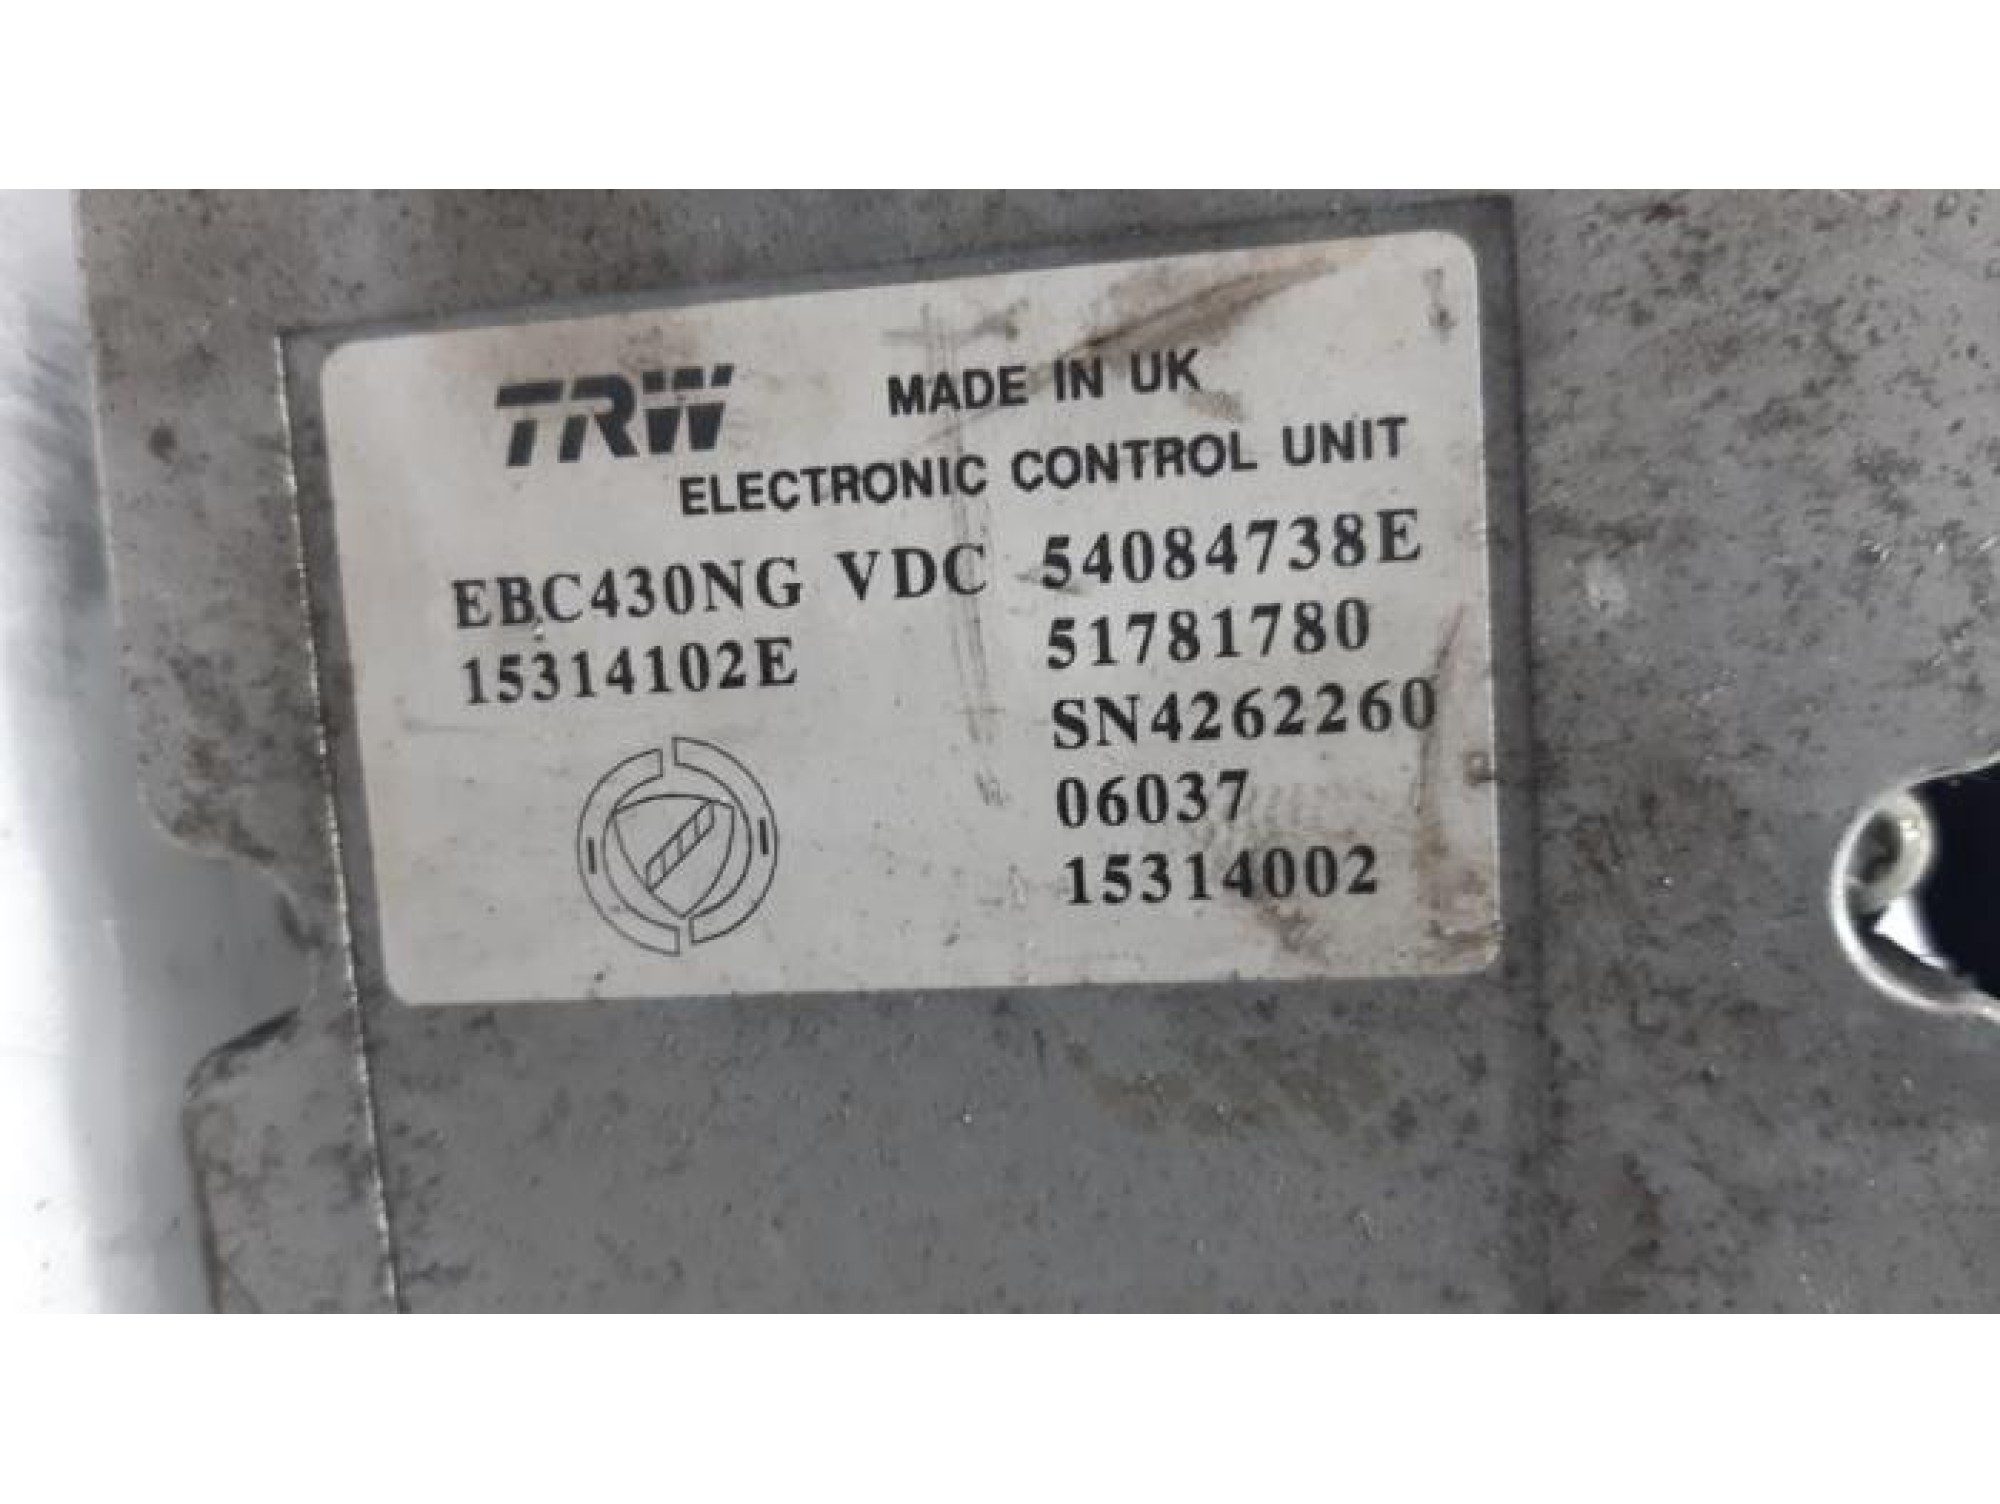 TRW MADE IN UK
ELECTRONIC CONTROL UNIT
EBC430NG VDC 54084738E
15314102E 51781780
SN4262260
06037
15314002